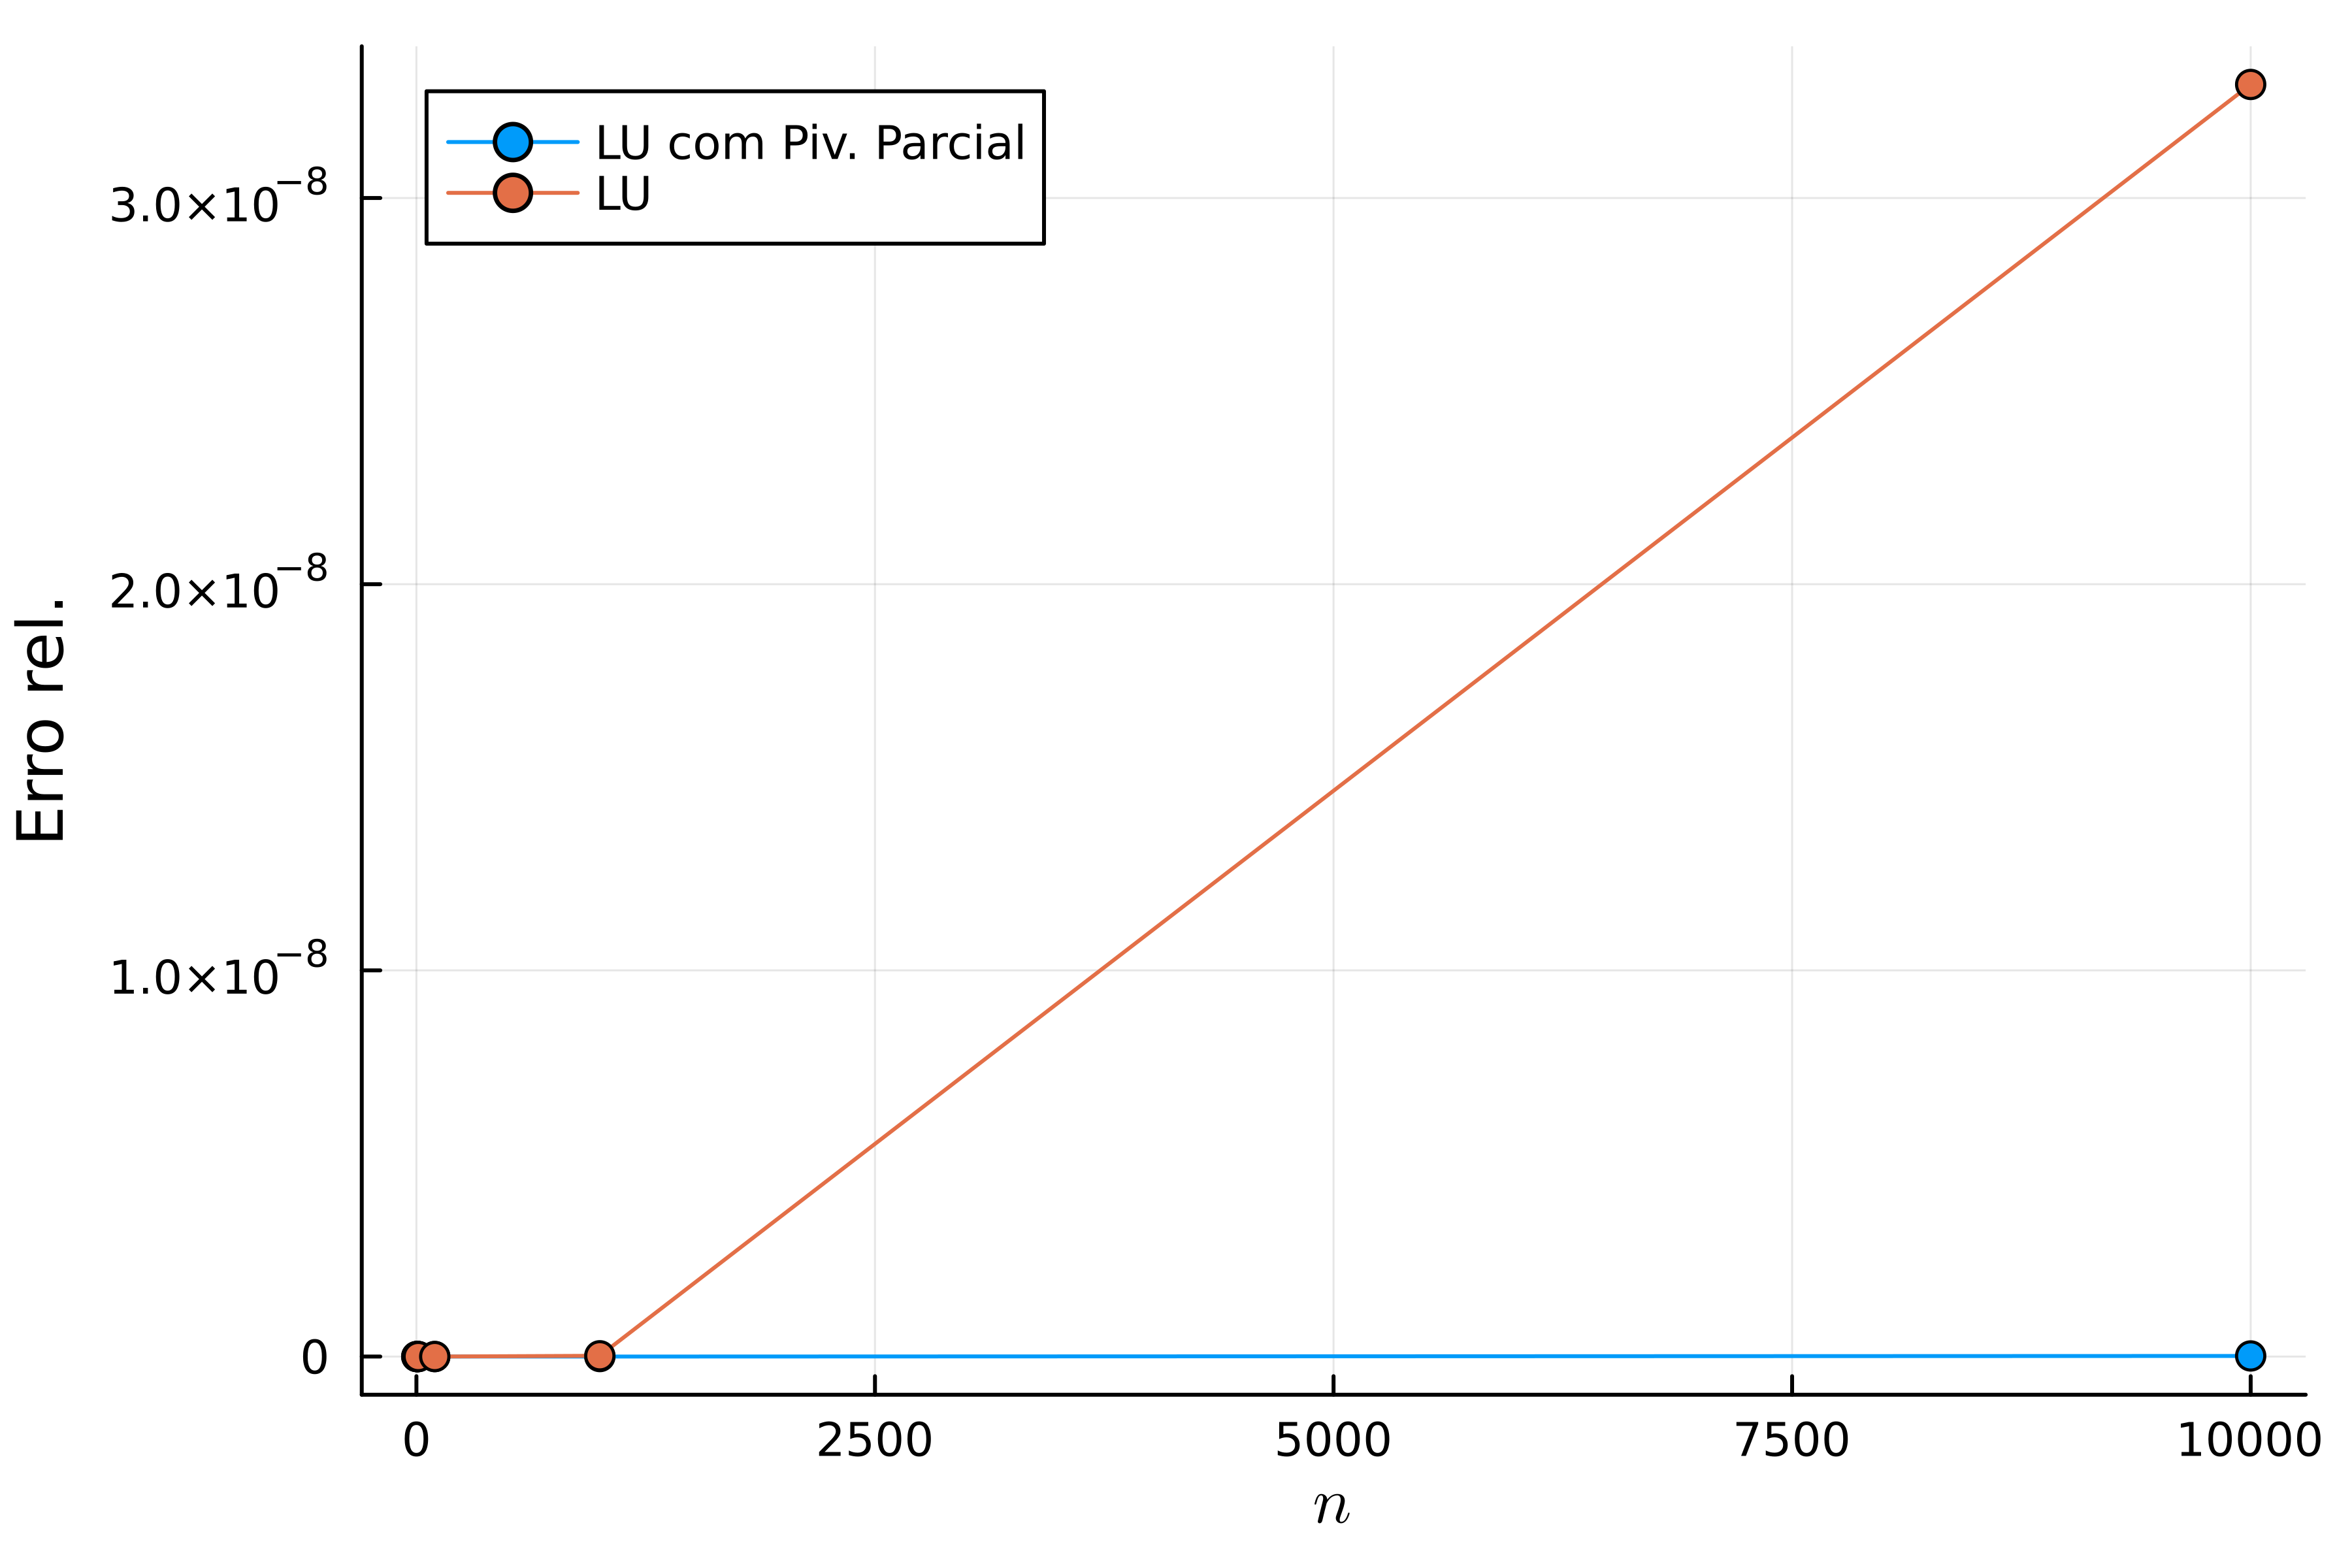 LU com Piv. Parcial
LU
3.0×10⁻⁸
2.0×10⁻⁸
1.0×10⁻⁸
0
Erro rel.
0 2500 5000 7500 10000
n